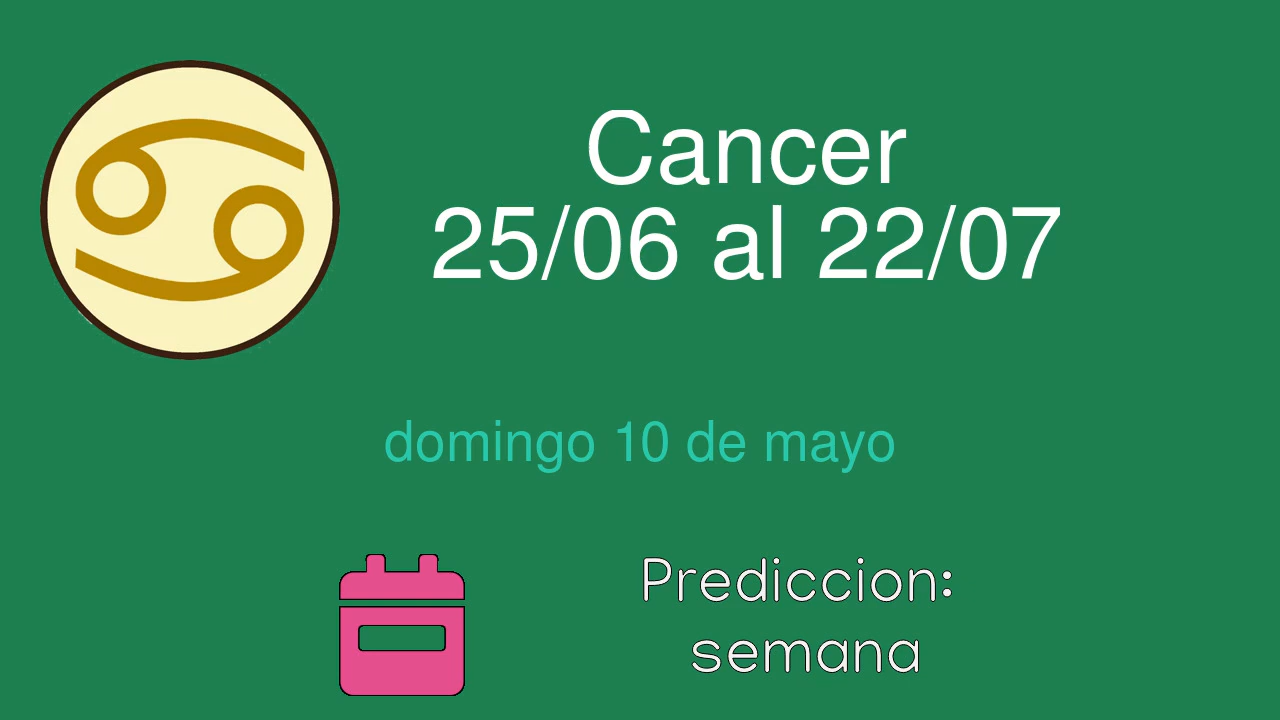 Cancer
25/06 al 22/07
domingo 10 de mayo
Prediccion:
semana